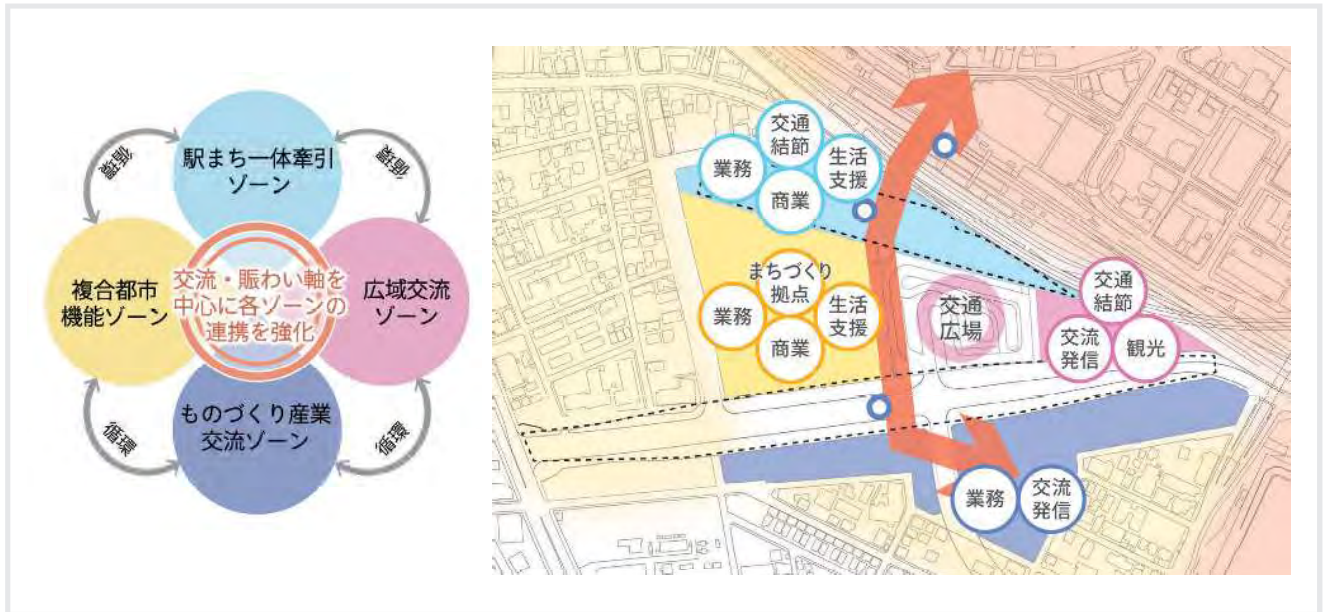 駅まち一体牽引
ゾーン
循環
循環
複合都市
機能ゾーン
交流・賑わい軸を
中心に各ゾーンの
連携を強化
広域交流
ゾーン
ものづくり産業
交流ゾーン
循環
循環
交通
結節
業務
生活
支援
商業
まちづくり
拠点
業務
生活
支援
商業
交通
広場
交通
結節
交流
発信
観光
業務
交流
発信